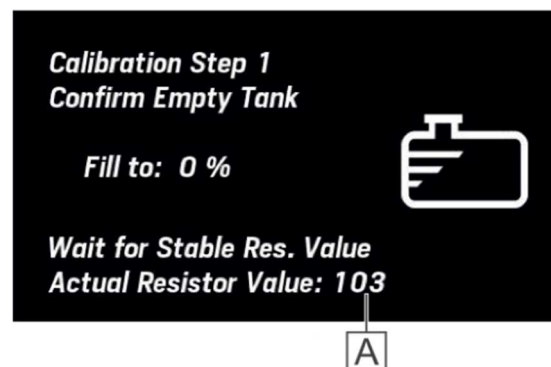 Calibration Step 1
Confirm Empty Tank
Fill to: 0 %
Wait for Stable Res. Value
Actual Resistor Value: 103
A